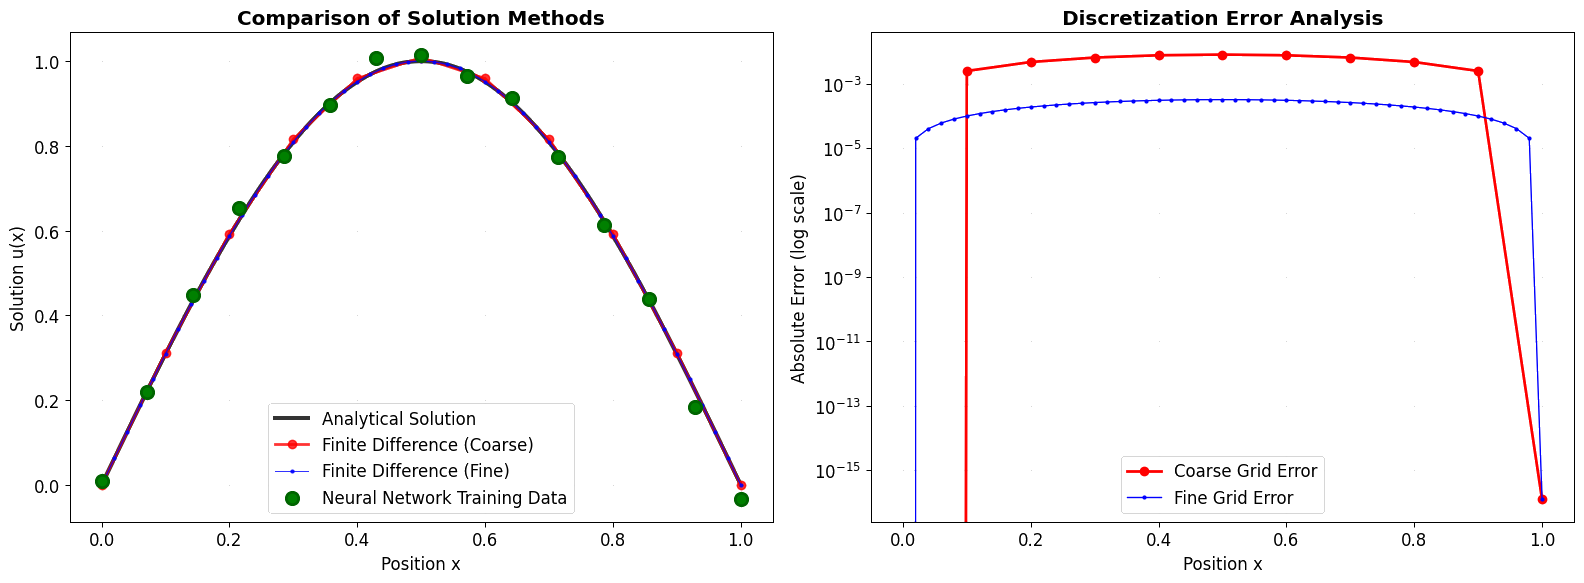 Comparison of Solution Methods
Solution u(x)
1.0
0.8
0.6
0.4
0.2
0.0
Analytical Solution
Finite Difference (Coarse)
Finite Difference (Fine)
Neural Network Training Data
0.0 0.2 0.4 0.6 0.8 1.0
Position x
Discretization Error Analysis
Absolute Error (log scale)
10⁻³
10⁻⁵
10⁻⁷
10⁻⁹
10⁻¹¹
10⁻¹³
10⁻¹⁵
Coarse Grid Error
Fine Grid Error
0.0 0.2 0.4 0.6 0.8 1.0
Position x